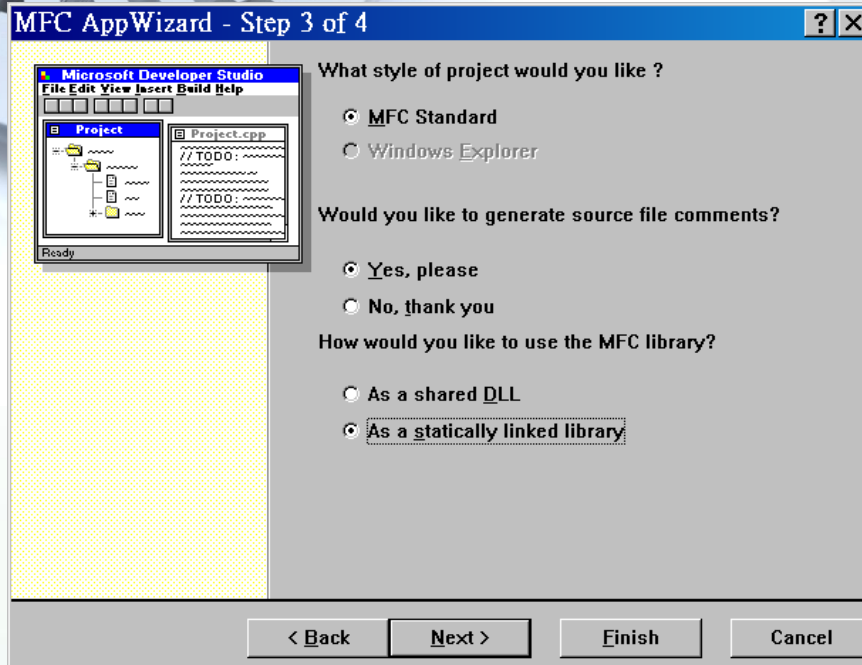 MFC AppWizard - Step 3 of 4
Microsoft Developer Studio
File Edit View Insert Build Help
Project
Project.cpp
//TODO:
//TODO:
Ready
What style of project would you like ?
MFC Standard
Windows Explorer
Would you like to generate source file comments?
Yes, please
No, thank you
How would you like to use the MFC library?
As a shared DLL
As a statically linked library
< Back
Next >
Finish
Cancel